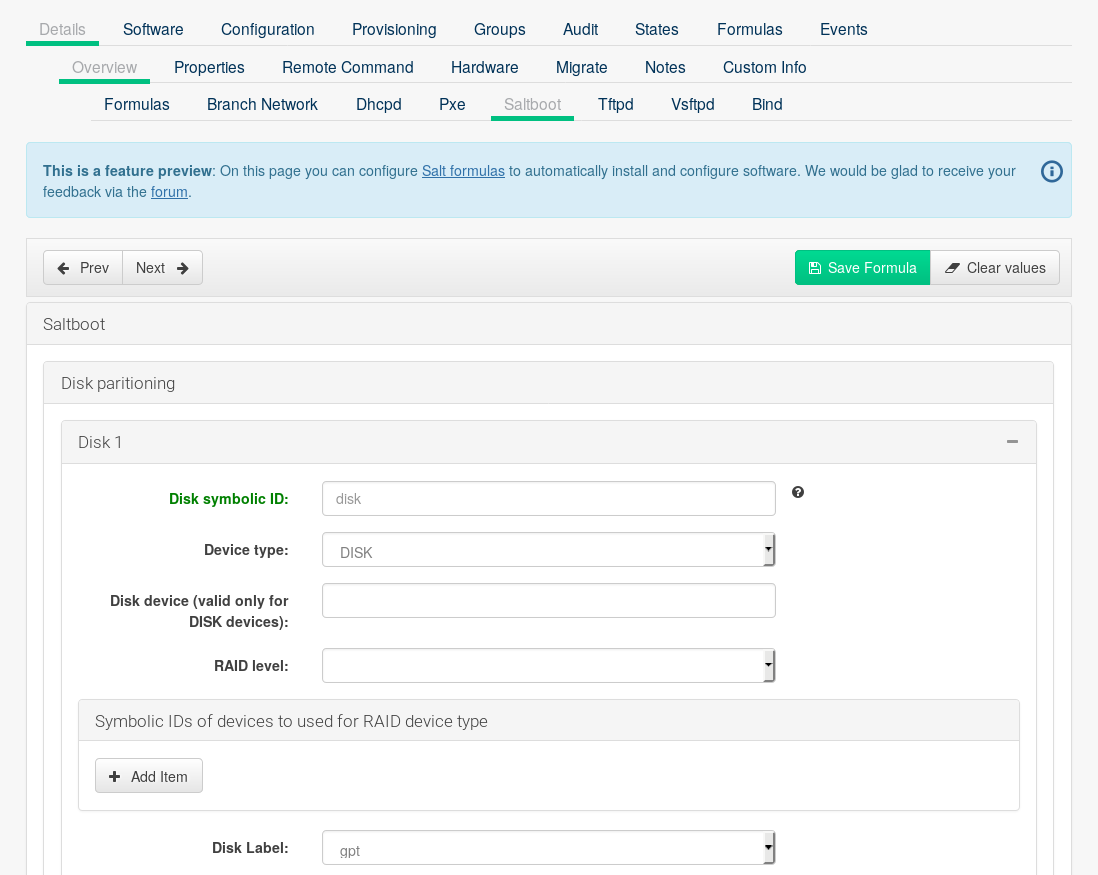 Details Software Configuration Provisioning Groups Audit States Formulas Events
Overview Properties Remote Command Hardware Migrate Notes Custom Info
Formulas Branch Network Dhcpd Pxe Saltboot Tftpd Vsftpd Bind
This is a feature preview: On this page you can configure Salt formulas to automatically install and configure software. We would be glad to receive your
feedback via the forum.
Prev Next Save Formula Clear values
Saltboot
Disk paritioning
Disk 1
Disk symbolic ID: disk
Device type: DISK
Disk device (valid only for
DISK devices):
RAID level:
Symbolic IDs of devices to used for RAID device type
Add Item
Disk Label: gpt